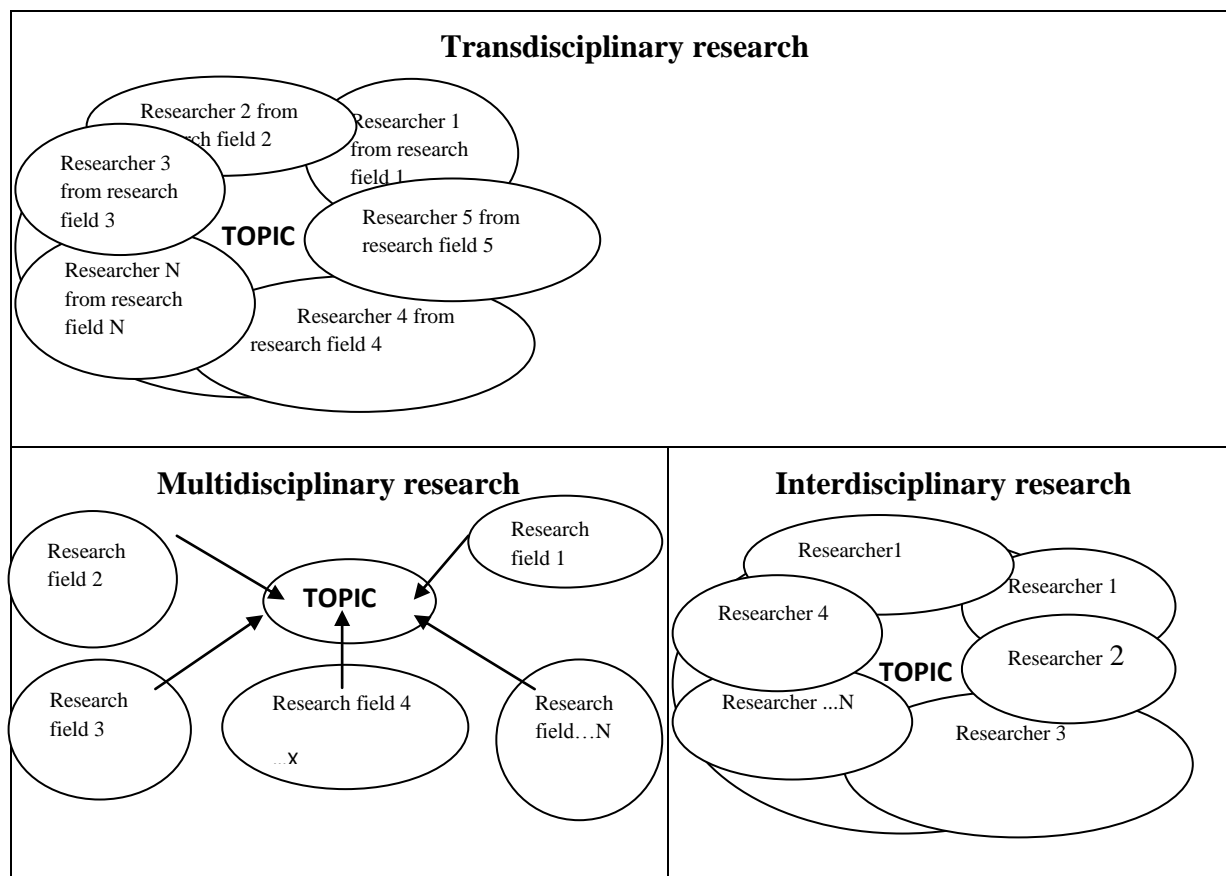 Transdisciplinary research
Researcher 2 from
rch field 2
Researcher 1
from research
field 1
Researcher 3
from research
field 3
Researcher 5 from
research field 5
TOPIC
Researcher N
from research
field N
Researcher 4 from
research field 4
Multidisciplinary research
Research
field 2
Research
field 1
TOPIC
Research
field 3
Research field 4
...x
Research
field...N
Interdisciplinary research
Researcher1
Researcher 1
Researcher 4
Researcher 2
TOPIC
Researcher ...N
Researcher 3